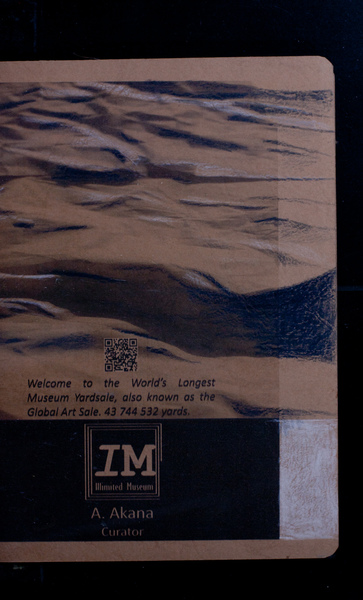 Welcome to the World's Longest
Museum Yardsale, also known as the
Global Art Sale. 43 744 532 yards.
IM
Illimited Museum
A. Akana
Curator